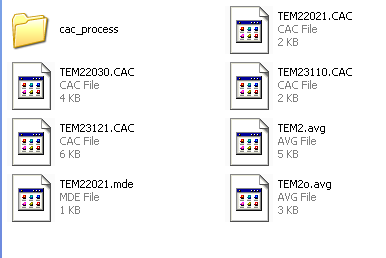 cac_process
TEM22021.CAC
CAC File
2 KB
TEM22030.CAC
CAC File
4 KB
TEM23110.CAC
CAC File
2 KB
TEM23121.CAC
CAC File
6 KB
TEM2.avg
AVG File
5 KB
TEM22021.mde
MDE File
1 KB
TEM2o.avg
AVG File
3 KB